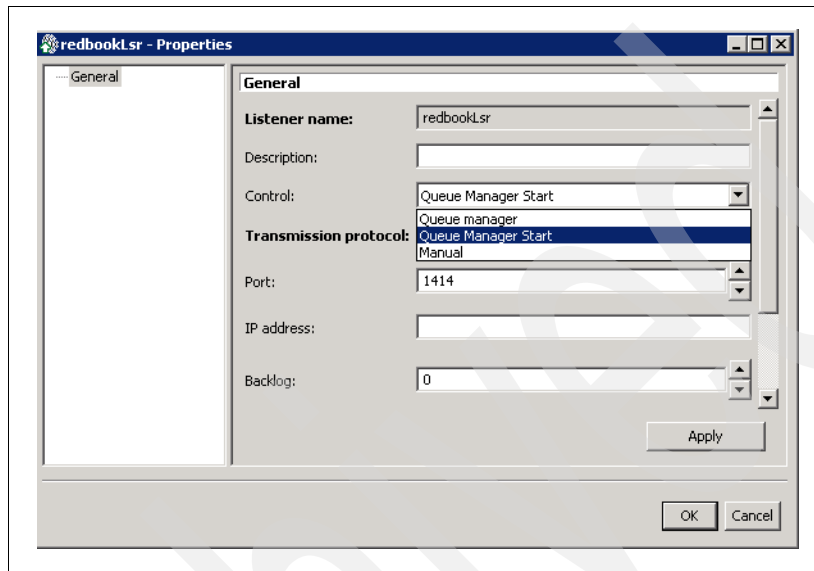 redbookLsr - Properties
General
General
Listener name: redbookLsr
Description:
Control: Queue Manager Start
Queue manager
Transmission protocol: Queue Manager Start
Manual
Port: 1414
IP address:
Backlog: 0
Apply
OK Cancel